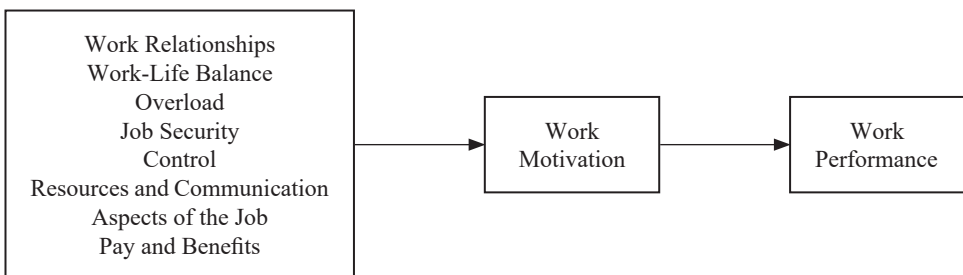 Work Relationships
Work-Life Balance
Overload
Job Security
Control
Resources and Communication
Aspects of the Job
Pay and Benefits
Work
Motivation
Work
Performance